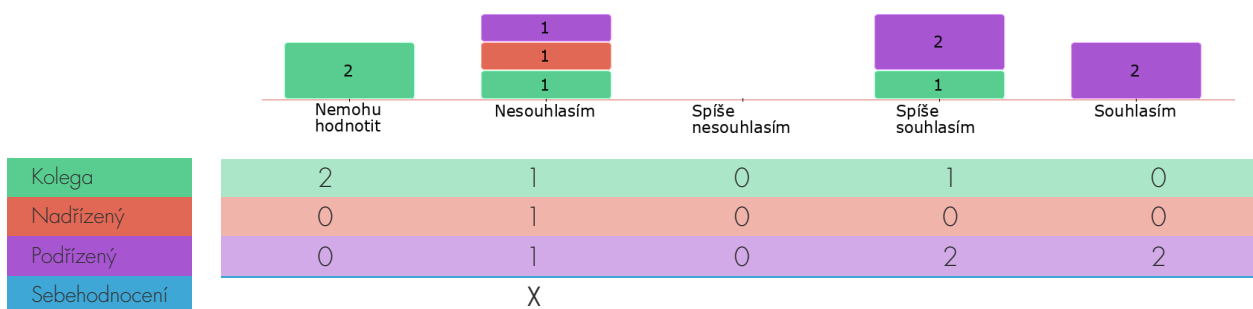 1
2
2
1
2
1
1
Nemohu hodnotit
Nesouhlasím
Spíše nesouhlasím
Spíše souhlasím
Souhlasím
Kolega 2 1 0 1 0
Nadřízený 0 1 0 0 0
Podřízený 0 1 0 2 2
Sebehodnocení X